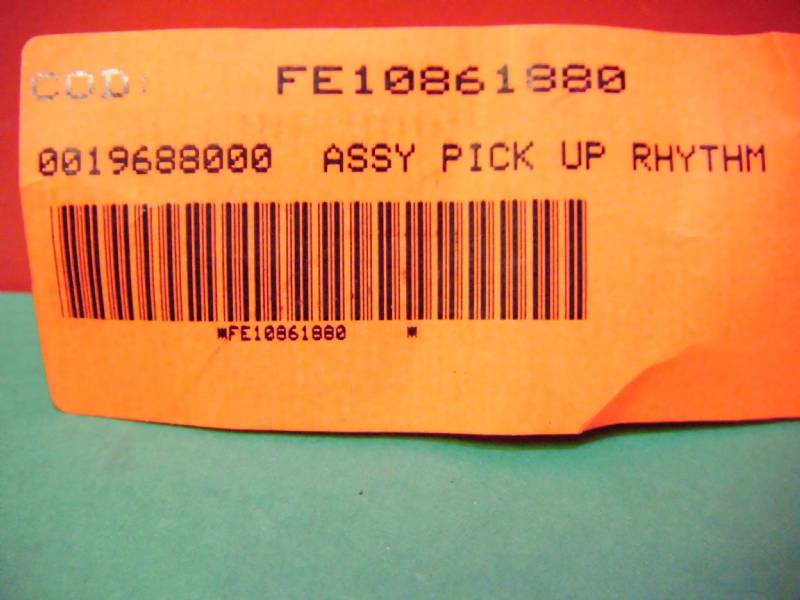 COD: FE10861880
0019688000 ASSY PICK UP RHYTHM
*FE10861880 *